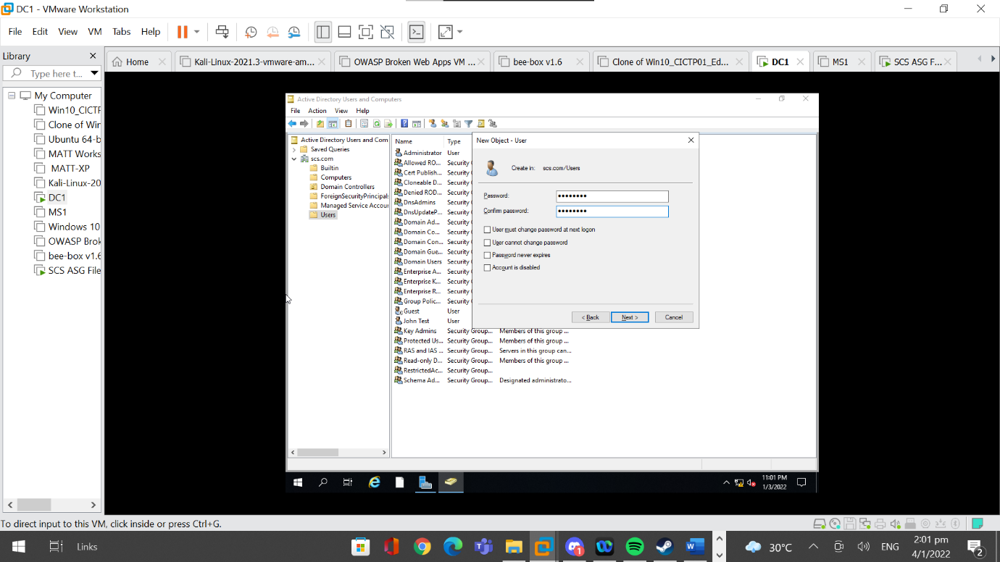 DC1 - VMware Workstation
File Edit View VM Tabs Help
Library
Type here t...
Home
Kali-Linux-2021.3-vmware-am...
OWASP Broken Web Apps VM ...
bee-box v1.6
Clone of Win10_CICTP01_Ed...
DC1
MS1
SCS ASG F...
My Computer
Win10_CICTP
Clone of Wir
Ubuntu 64-b
MATT Works
MATT-XP
Kali-Linux-20
DC1
MS1
Windows 10
OWASP Brok
bee-box v1.6
SCS ASG File
Active Directory Users and Computers
File Action View Help
Active Directory Users and Com
Saved Queries
scs.com
Builtin
Computers
Domain Controllers
ForeignSecurityPrincipals
Managed Service Accour
Users
Name Type
Administrator User
Allowed RO... Security
Cert Publish... Security
Cloneable D... Security
Denied ROD... Security
DnsAdmins Security
DnsUpdateP... Security
Domain Ad... Security
Domain Co... Security
Domain Con... Security
Domain Gue... Security
Domain Users Security
Enterprise A... Security
Enterprise K... Security
Enterprise R... Security
Group Polic... Security
Guest User
John Test User
Key Admins Security Group... Members of this group ...
Protected Us... Security Group... Members of this group ...
RAS and IAS ... Security Group... Servers in this group can...
Read-only D... Security Group... Members of this group ...
RestrictedAc... Security Group...
Schema Ad... Security Group... Designated administrato...
New Object - User
Create in: scs.com/Users
Password: ●●●●●●●●
Confirm password: ●●●●●●●●
User must change password at next logon
User cannot change password
Password never expires
Account is disabled
< Back Next > Cancel
11:01 PM
1/3/2022
To direct input to this VM, click inside or press Ctrl+G.
Links
1
30°C
ENG
2:01 pm
4/1/2022
2